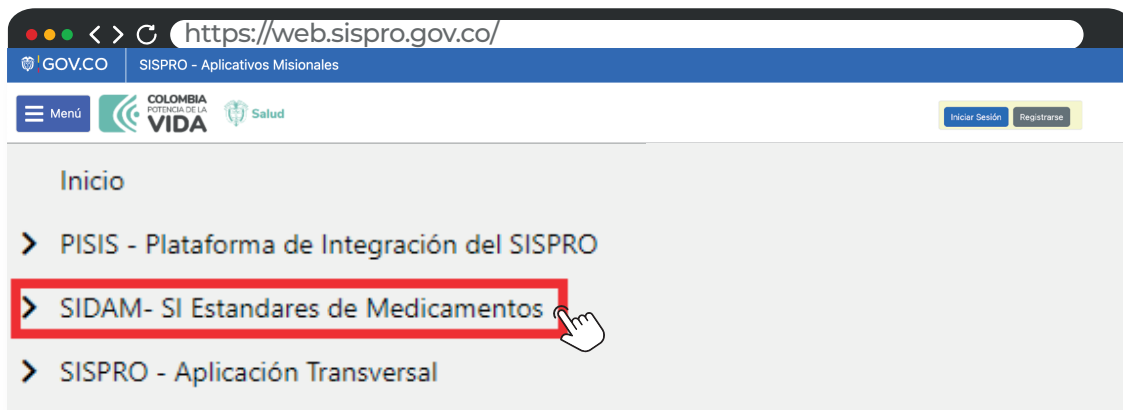 https://web.sispro.gov.co/
GOV.CO SISPRO - Aplicativos Misionales
Menú
COLOMBIA
POTENCIA DE LA
VIDA
Salud
Iniciar Sesión Registrarse
Inicio
PISIS - Plataforma de Integración del SISPRO
SIDAM- SI Estandares de Medicamentos
SISPRO - Aplicación Transversal